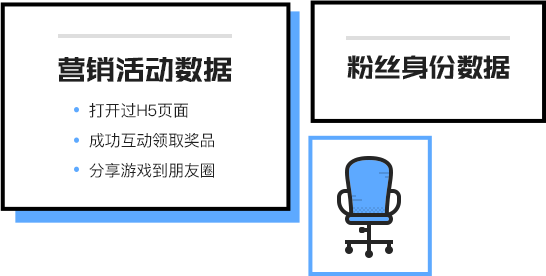 营销活动数据
打开过H5页面
成功互动领取奖品
分享游戏到朋友圈
粉丝身份数据